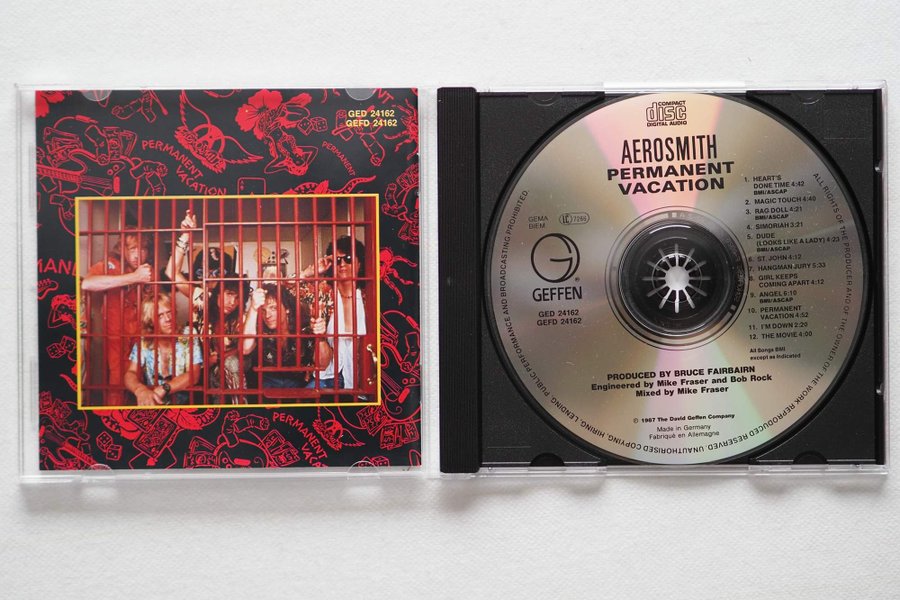 GED 24162
GEFD 24162
PERMANENT
VACATION
PERMANENT
PERMANENT
VACATION
COMPACT
disc
DIGITAL AUDIO
AEROSMITH
PERMANENT
VACATION
GEMA
BIEM
LC 7266
GEFFEN
®
GED 24162
GEFD 24162
1. HEART'S
DONE TIME 4:42
BMI/ASCAP
2. MAGIC TOUCH 4:40
3. RAG DOLL 4:21
BMI/ASCAP
4. SIMORIAH 3:21
5. DUDE
(LOOKS LIKE A LADY) 4:23
BMI/ASCAP
6. ST. JOHN 4:12
7. HANGMAN JURY 5:33
8. GIRL KEEPS
COMING APART 4:12
9. ANGEL 6:10
BMI/ASCAP
10. PERMANENT
VACATION 4:52
11. I'M DOWN 2:20
12. THE MOVIE 4:00
All Songs BMI
except as indicated
PRODUCED BY BRUCE FAIRBAIRN
Engineered by Mike Fraser and Bob Rock
Mixed by Mike Fraser
℗ 1987 The David Geffen Company
Made in Germany
Fabriqué en Allemagne
ALL RIGHTS OF THE PRODUCER AND OF THE OWNER OF THE WORK REPRODUCED RESERVED. UNAUTHORISED COPYING, HIRING, LENDING, PUBLIC PERFORMANCE AND BROADCASTING PROHIBITED.